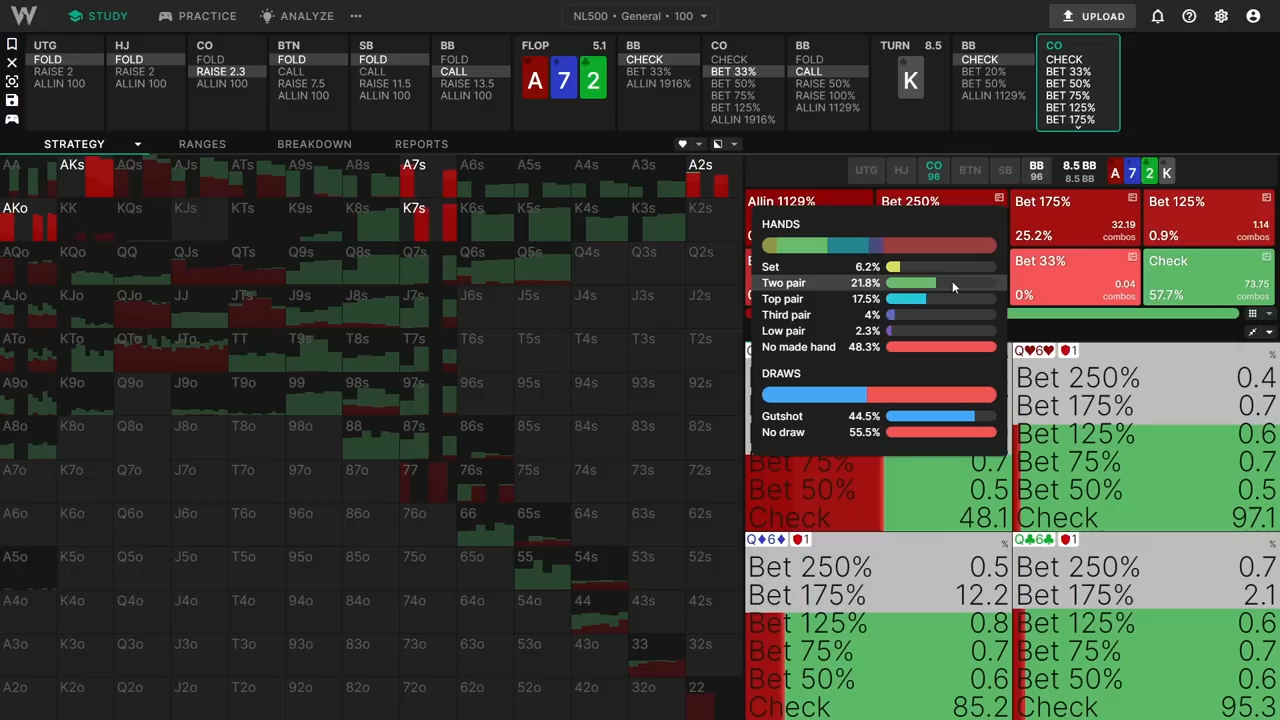 W STUDY PRACTICE ANALYZE NL500 • General • 100 UPLOAD
UTG HJ CO BTN SB BB FLOP 5.1 BB CO BB TURN 8.5 BB CO
FOLD FOLD FOLD FOLD FOLD FOLD CHECK CHECK FOLD CHECK CHECK
RAISE 2 RAISE 2 RAISE 2.3 CALL CALL CALL BET 33% BET 33% CALL BET 20% BET 33%
ALLIN 100 ALLIN 100 ALLIN 100 RAISE 7.5 RAISE 11.5 RAISE 13.5 A 7 2 ALLIN 1916% BET 50% RAISE 50% K BET 50% BET 50%
ALLIN 100 ALLIN 100 ALLIN 100 BET 75% RAISE 100% ALLIN 1129% BET 75%
BET 125% ALLIN 1129% BET 125%
ALLIN 1916% BET 175%
STRATEGY RANGES BREAKDOWN REPORTS
AA AKs AQs AJs ATs A9s A8s A7s A6s A5s A4s A3s A2s
AKo KK KQs KJs KTs K9s K8s K7s K6s K5s K4s K3s K2s
AQo KQo QQ QJs QTs Q9s Q8s Q7s Q6s Q5s Q4s Q3s Q2s
AJo KJo QJo JJ JTs J9s J8s J7s J6s J5s J4s J3s J2s
ATo KTo QTo JTo TT T9s T8s T7s T6s T5s T4s T3s T2s
A9o K9o Q9o J9o T9o 99 98s 97s 96s 95s 94s 93s 92s
A8o K8o Q8o J8o T8o 98o 88 87s 86s 85s 84s 83s 82s
A7o K7o Q7o J7o T7o 97o 87o 77 76s 75s 74s 73s 72s
A6o K6o Q6o J6o T6o 96o 86o 76o 66 65s 64s 63s 62s
A5o K5o Q5o J5o T5o 95o 85o 75o 65o 55 54s 53s 52s
A4o K4o Q4o J4o T4o 94o 84o 74o 64o 54o 44 43s 42s
A3o K3o Q3o J3o T3o 93o 83o 73o 63o 53o 43o 33 32s
A2o K2o Q2o J2o T2o 92o 82o 72o 62o 52o 42o 32o 22
UTG HJ CO BTN SB BB 8.5 BB A 7 2 K
96 96 8.5 BB
Allin 1129% Bet 250% Bet 175% Bet 125%
32.19 1.14
25.2% combos 0.9% combos
Bet 33% Check
0.04 73.75
0% combos 57.7% combos
HANDS
Set 6.2%
Two pair 21.8%
Top pair 17.5%
Third pair 4%
Low pair 2.3%
No made hand 48.3%
DRAWS
Gutshot 44.5%
No draw 55.5%
Bet 75% 0.7
Bet 50% 0.5
Check 48.1
Q♥6♥ 1 %
Bet 250% 0.4
Bet 175% 0.7
Bet 125% 0.6
Bet 75% 0.7
Bet 50% 0.5
Check 97.1
Q♦6♦ 1 %
Bet 250% 0.5
Bet 175% 12.2
Bet 125% 0.8
Bet 75% 0.7
Bet 50% 0.6
Check 85.2
Q♣6♣ 1 %
Bet 250% 0.7
Bet 175% 2.1
Bet 125% 0.6
Bet 75% 0.7
Bet 50% 0.6
Check 95.3